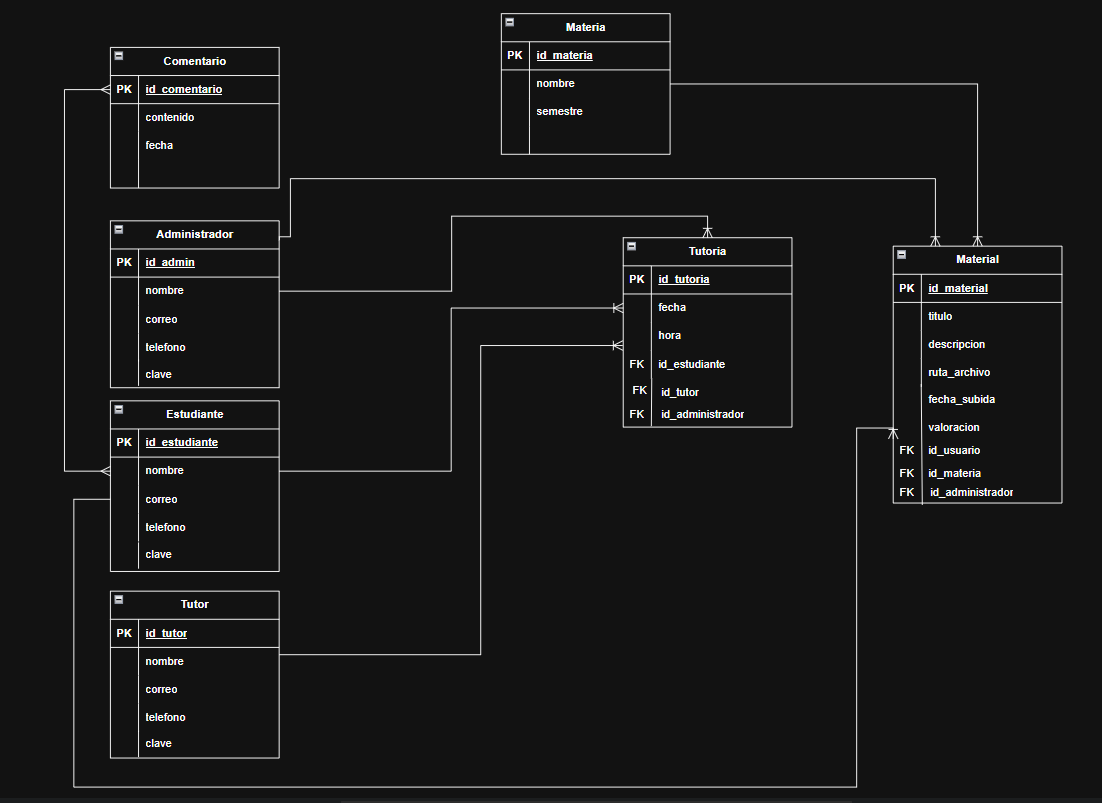 Materia
PK id_materia
nombre
semestre
Comentario
PK id_comentario
contenido
fecha
Administrador
PK id_admin
nombre
correo
telefono
clave
Tutoria
PK id_tutoria
fecha
hora
FK id_estudiante
FK id_tutor
FK id_administrador
Material
PK id_material
titulo
descripcion
ruta_archivo
fecha_subida
valoracion
FK id_usuario
FK id_materia
FK id_administrador
Estudiante
PK id_estudiante
nombre
correo
telefono
clave
Tutor
PK id_tutor
nombre
correo
telefono
clave